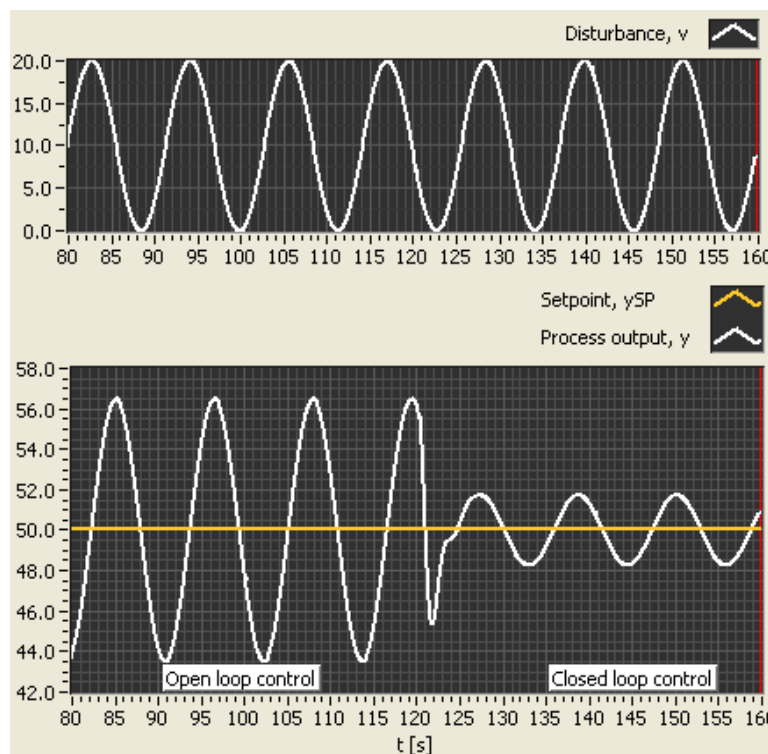 Disturbance, v
20.0
15.0
10.0
5.0
0.0
80 85 90 95 100 105 110 115 120 125 130 135 140 145 150 155 160
Setpoint, ySP
Process output, y
58.0
56.0
54.0
52.0
50.0
48.0
46.0
44.0
42.0
Open loop control Closed loop control
80 85 90 95 100 105 110 115 120 125 130 135 140 145 150 155 160
t [s]